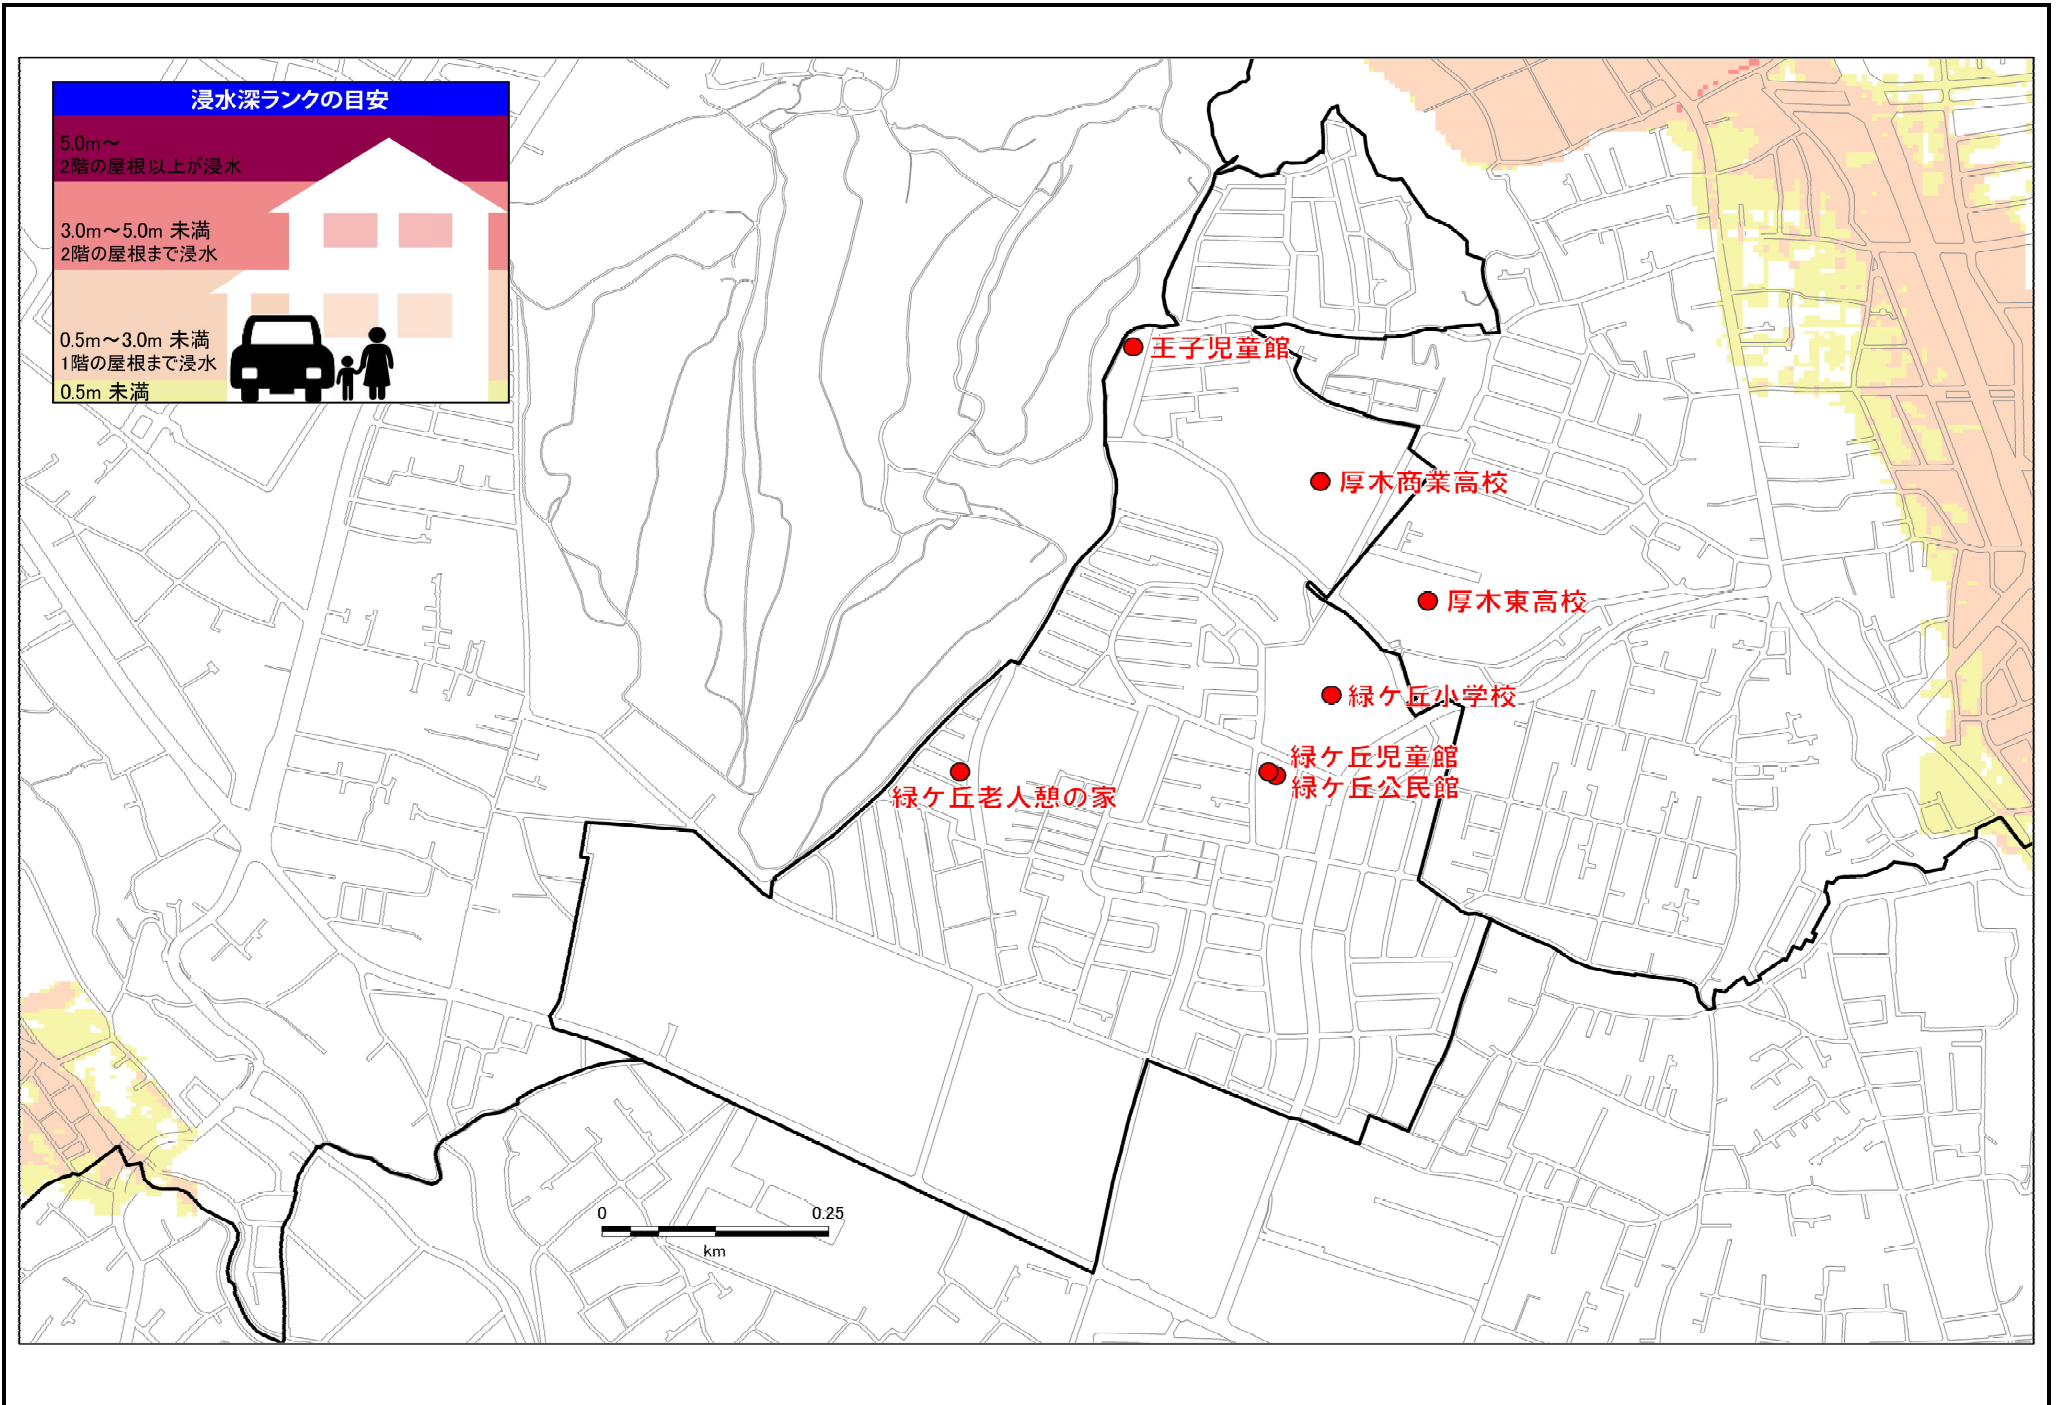 浸水深ランクの目安
5.0m～
2階の屋根以上が浸水
3.0m～5.0m 未満
2階の屋根まで浸水
0.5m～3.0m 未満
1階の屋根まで浸水
0.5m 未満
王子児童館
厚木商業高校
厚木東高校
緑ケ丘小学校
緑ケ丘児童館
緑ケ丘公民館
緑ケ丘老人憩の家
0 0.25
km